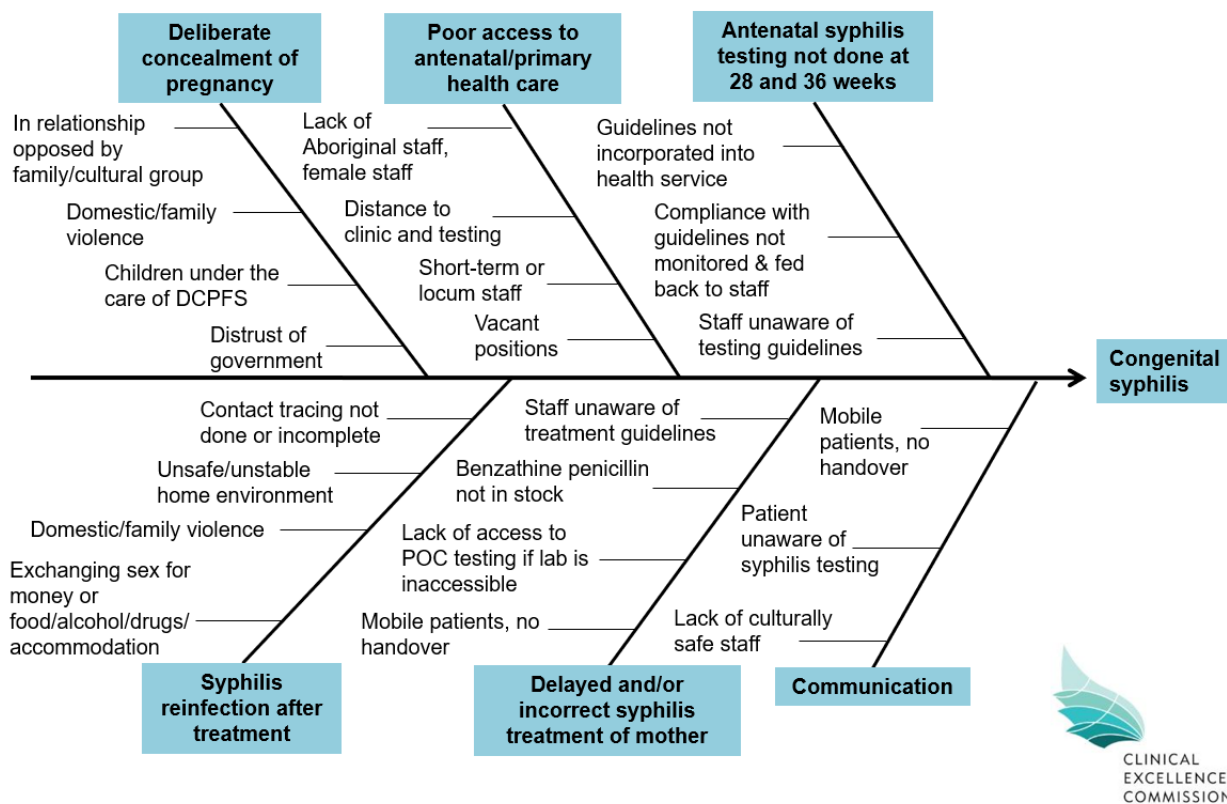 Deliberate
concealment of
pregnancy
Poor access to
antenatal/primary
health care
Antenatal syphilis
testing not done at
28 and 36 weeks
In relationship
opposed by
family/cultural group
Domestic/family
violence
Children under the
care of DCPFS
Distrust of
government
Lack of
Aboriginal staff,
female staff
Distance to
clinic and testing
Short-term or
locum staff
Vacant
positions
Guidelines not
incorporated into
health service
Compliance with
guidelines not
monitored & fed
back to staff
Staff unaware of
testing guidelines
Congenital
syphilis
Contact tracing not
done or incomplete
Unsafe/unstable
home environment
Domestic/family violence
Exchanging sex for
money or
food/alcohol/drugs/
accommodation
Staff unaware of
treatment guidelines
Benzathine penicillin
not in stock
Lack of access to
POC testing if lab is
inaccessible
Mobile patients, no
handover
Mobile
patients, no
handover
Patient
unaware of
syphilis testing
Lack of culturally
safe staff
Syphilis
reinfection after
treatment
Delayed and/or
incorrect syphilis
treatment of mother
Communication
CLINICAL
EXCELLENCE
COMMISSION